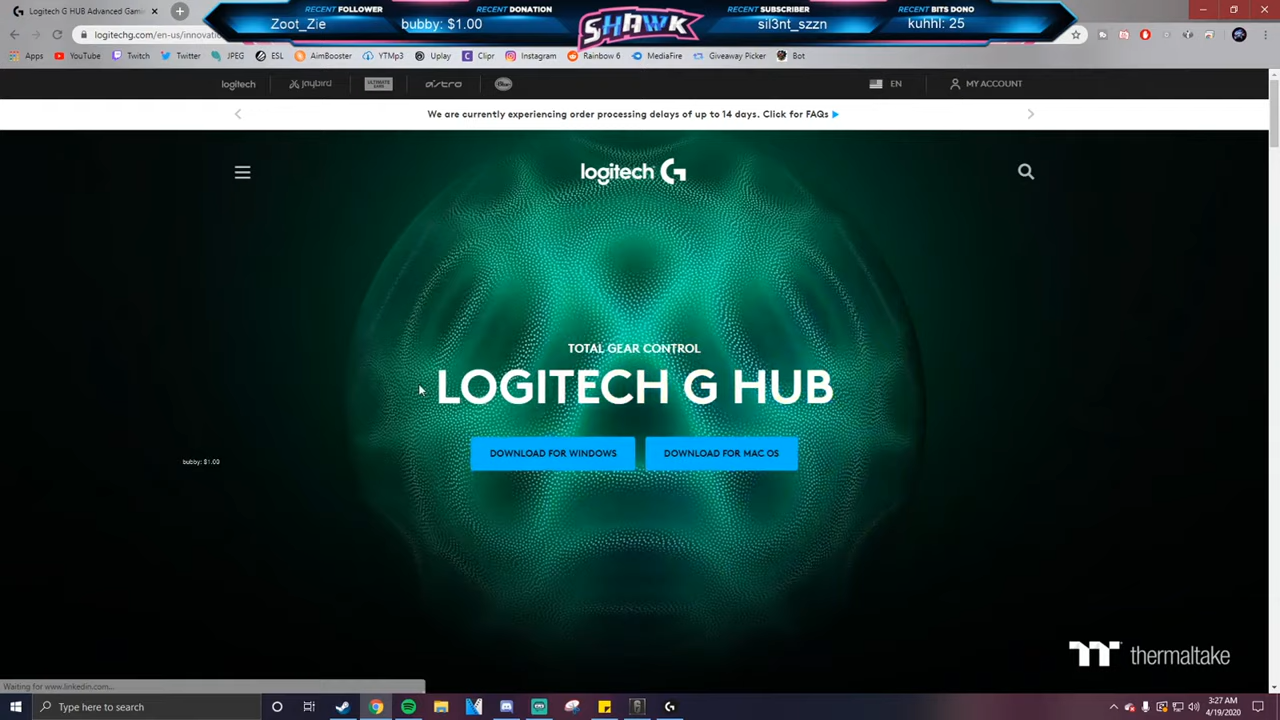 RECENT FOLLOWER
Zoot_Zie
RECENT DONATION
bubby: $1.00
SHAWK
RECENT SUBSCRIBER
sil3nt_szzn
RECENT BITS DONO
kuhhl: 25
Logitech G HUB Advanced Gami
logitechg.com/en-us/innovatio
Apps
YouTube
Twitch
Twitter
JPEG
ESL
AimBooster
YTMp3
Uplay
Clipr
Instagram
Rainbow 6
MediaFire
Giveaway Picker
Bot
logitech
jaybird
ULTIMATE EARS
ASTRO
EN
MY ACCOUNT
We are currently experiencing order processing delays of up to 14 days. Click for FAQs
logitech G
TOTAL GEAR CONTROL
LOGITECH G HUB
DOWNLOAD FOR WINDOWS
DOWNLOAD FOR MAC OS
bubby: $1.00
thermaltake
Waiting for www.linkedin.com...
Type here to search
3:27 AM
4/19/2020